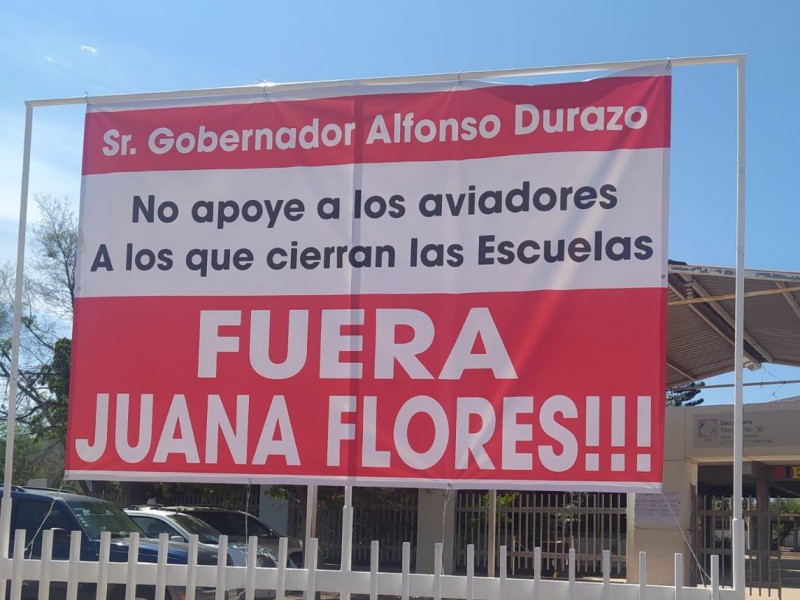 Sr. Gobernador Alfonso Durazo
No apoye a los aviadores
A los que cierran las Escuelas
FUERA
JUANA FLORES!!!